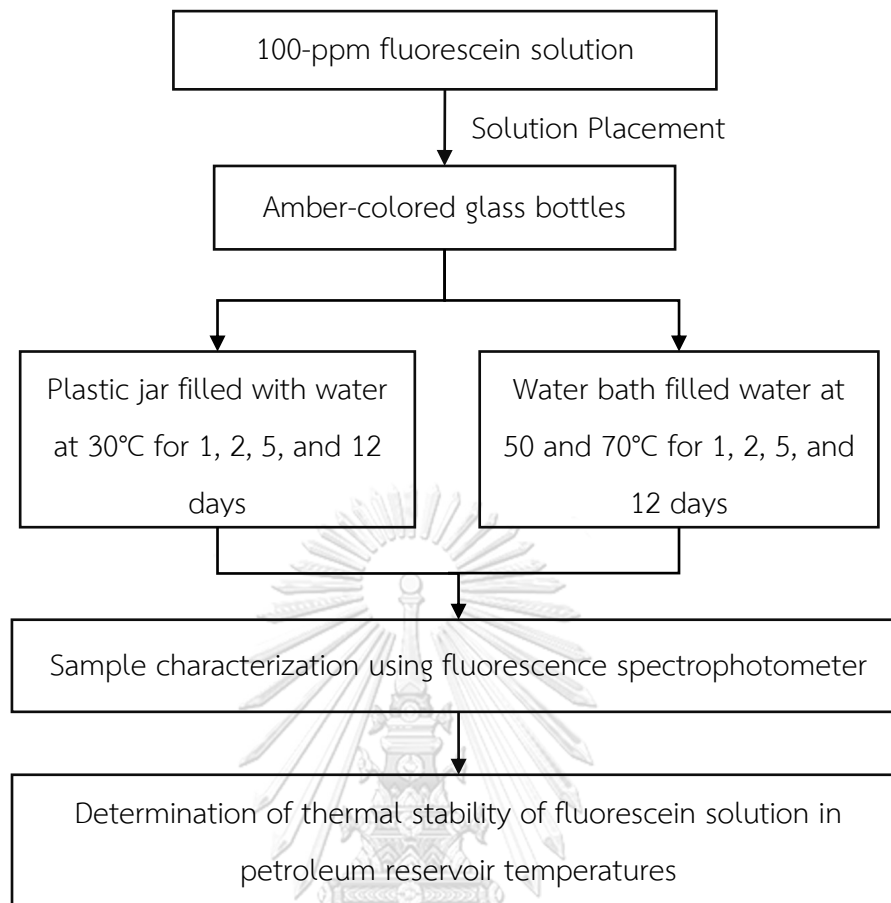 100-ppm fluorescein solution
Solution Placement
Amber-colored glass bottles
Plastic jar filled with water
at 30°C for 1, 2, 5, and 12
days
Water bath filled water at
50 and 70°C for 1, 2, 5, and
12 days
Sample characterization using fluorescence spectrophotometer
Determination of thermal stability of fluorescein solution in
petroleum reservoir temperatures